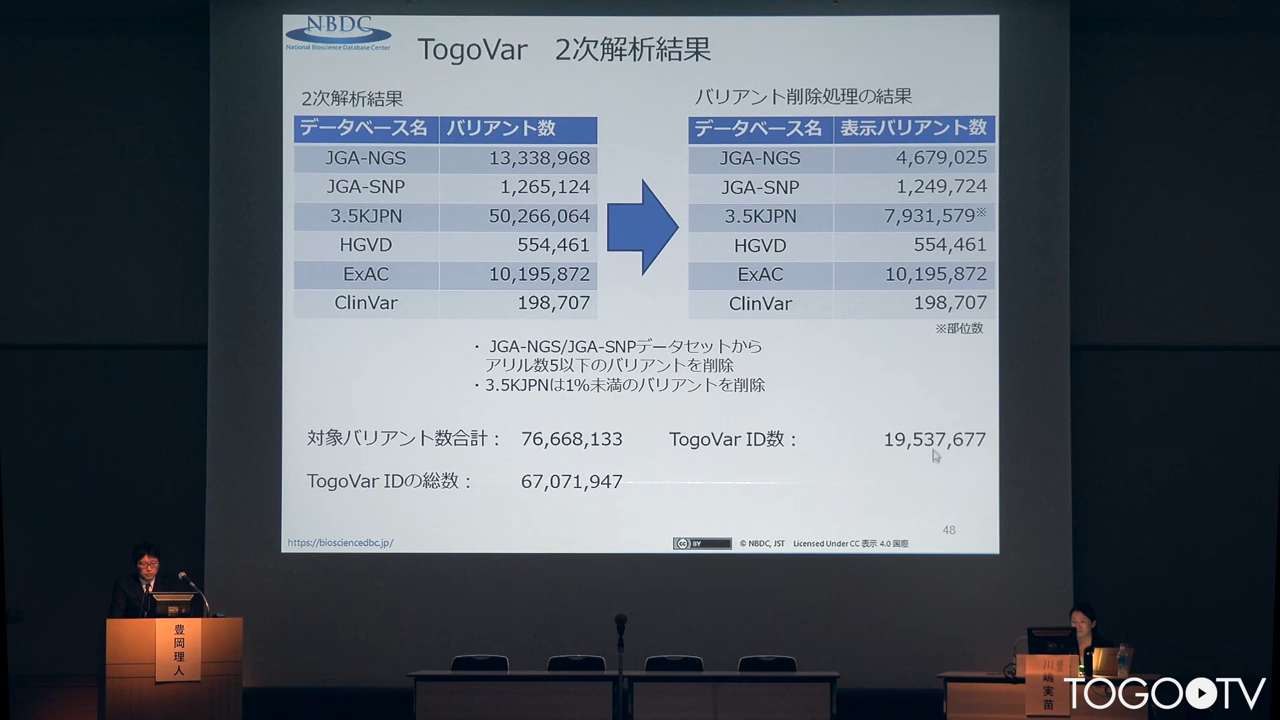 NBDC
National Bioscience Database Center
TogoVar 2次解析結果
2次解析結果
データベース名 バリアント数
JGA-NGS 13,338,968
JGA-SNP 1,265,124
3.5KJPN 50,266,064
HGVD 554,461
ExAC 10,195,872
ClinVar 198,707
バリアント削除処理の結果
データベース名 表示バリアント数
JGA-NGS 4,679,025
JGA-SNP 1,249,724
3.5KJPN 7,931,579※
HGVD 554,461
ExAC 10,195,872
ClinVar 198,707
※部位数
・ JGA-NGS/JGA-SNPデータセットから
アリル数5以下のバリアントを削除
・3.5KJPNは1%未満のバリアントを削除
対象バリアント数合計： 76,668,133 TogoVar ID数： 19,537,677
TogoVar IDの総数： 67,071,947
48
https://biosciencedbc.jp/
cc BY © NBDC, JST Licensed Under CC 表示 4.0 国際
豊岡理人
川嶋実苗
TOGO TV